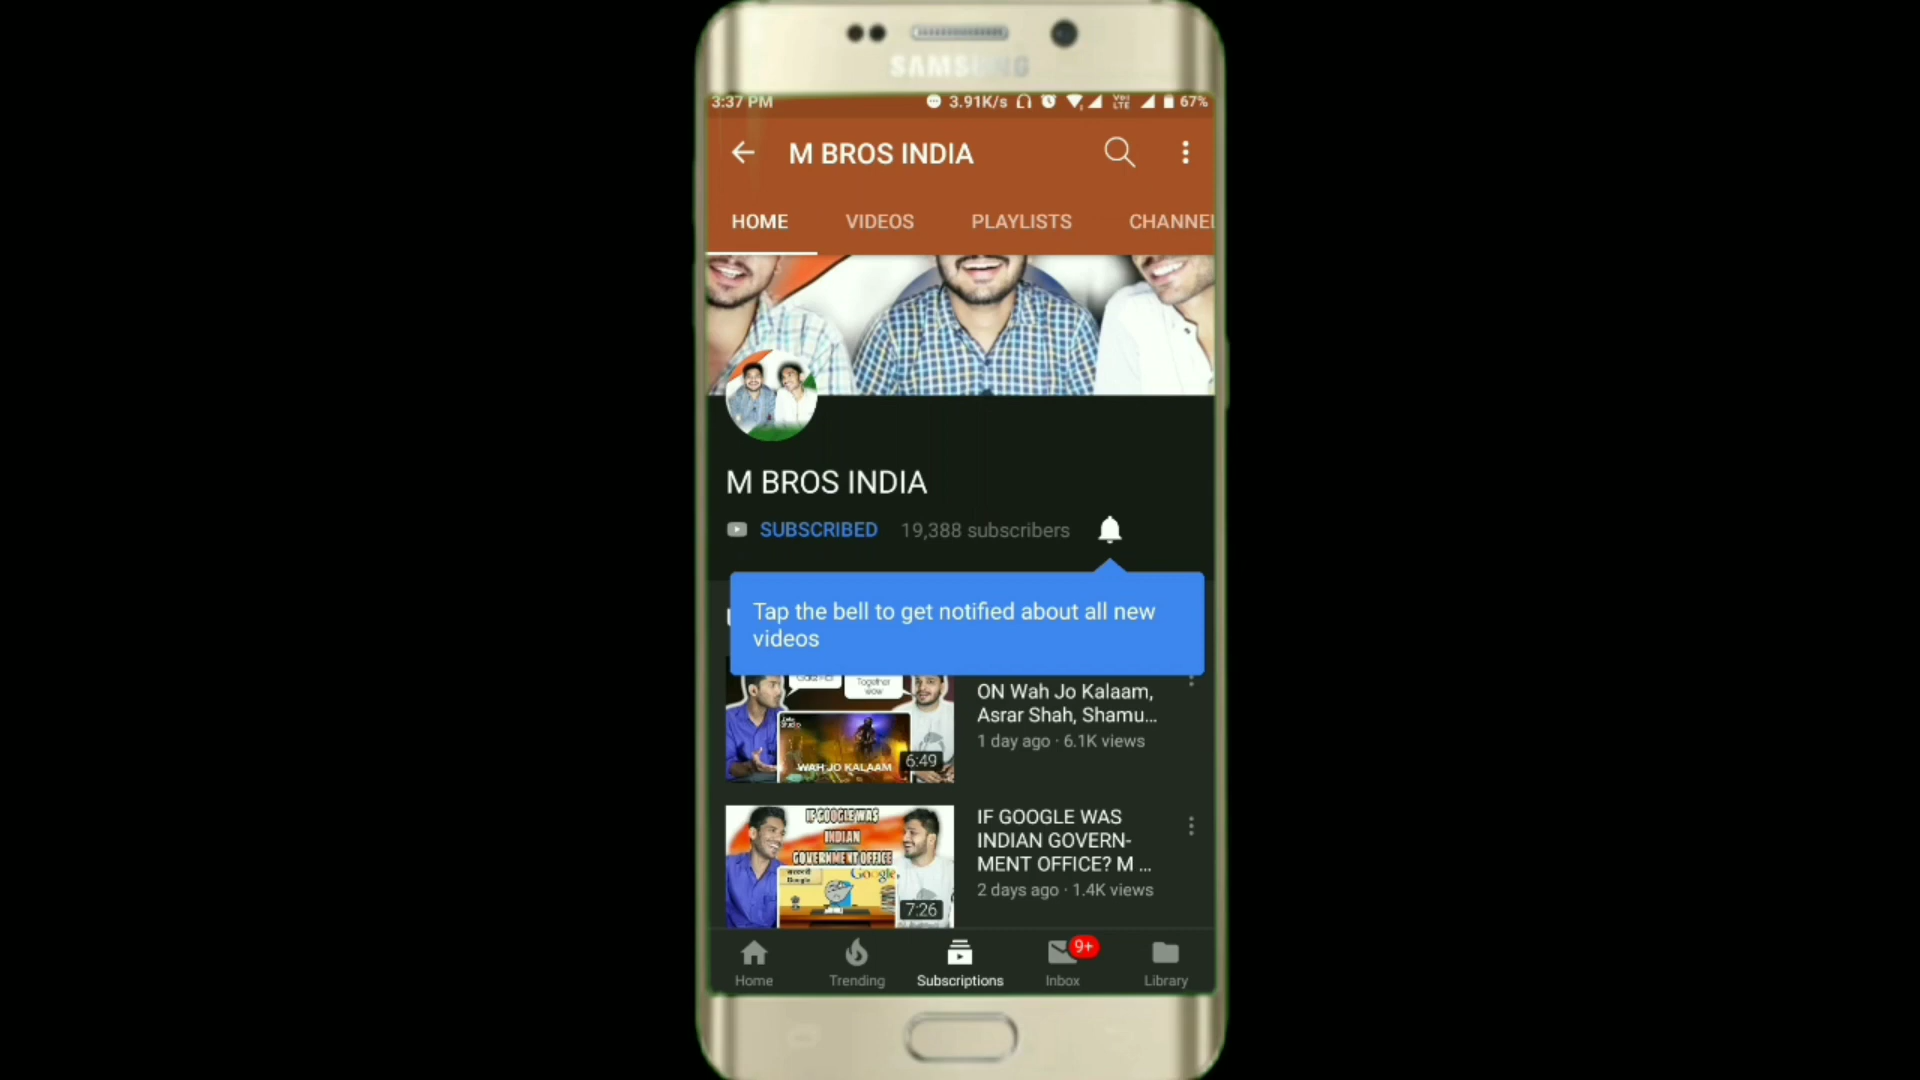 SAMSUNG
3:37 PM 3.91K/s VoLTE 67%
M BROS INDIA
HOME VIDEOS PLAYLISTS CHANNEL
M BROS INDIA
SUBSCRIBED 19,388 subscribers
Tap the bell to get notified about all new
videos
Together
wow
WAH JO KALAAM
6:49
ON Wah Jo Kalaam,
Asrar Shah, Shamu...
1 day ago · 6.1K views
IF GOOGLE WAS
INDIAN
GOVERNMENT OFFICE
Google
7:26
IF GOOGLE WAS
INDIAN GOVERN-
MENT OFFICE? M ...
2 days ago · 1.4K views
9+
Home Trending Subscriptions Inbox Library